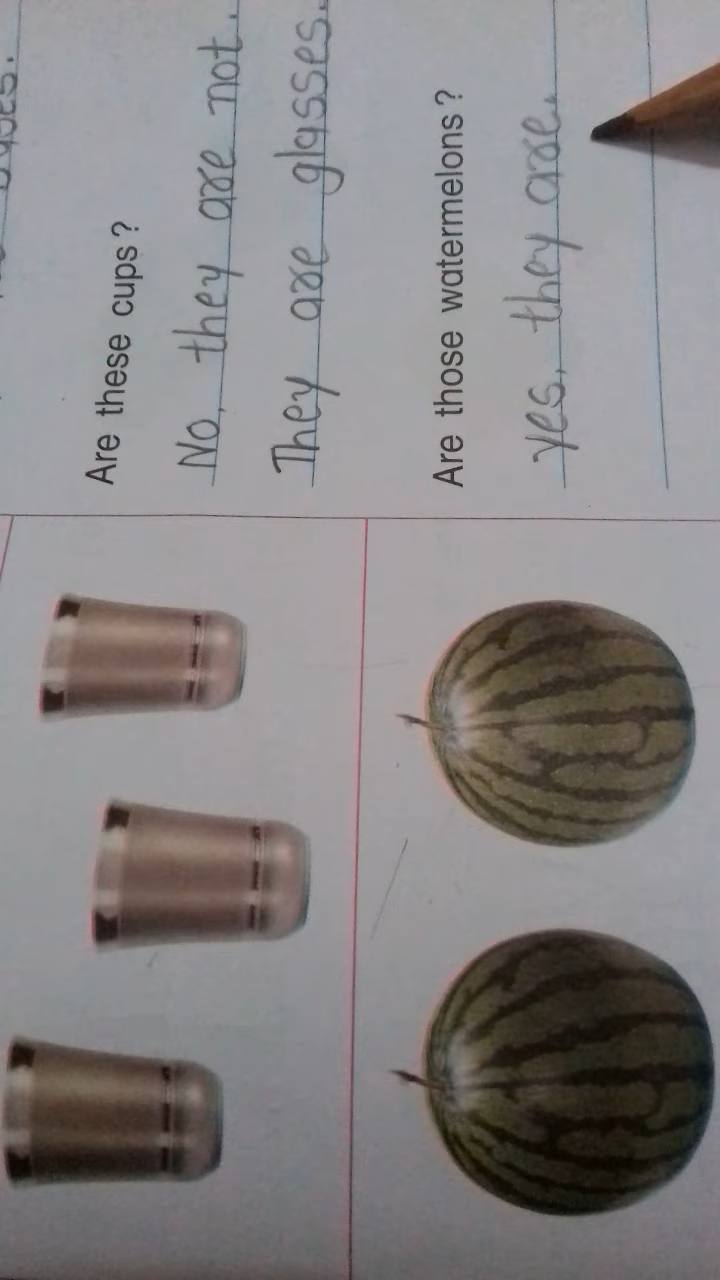 Are these cups?
No, they are not.
They are glasses.
Are those watermelons?
yes, they are.